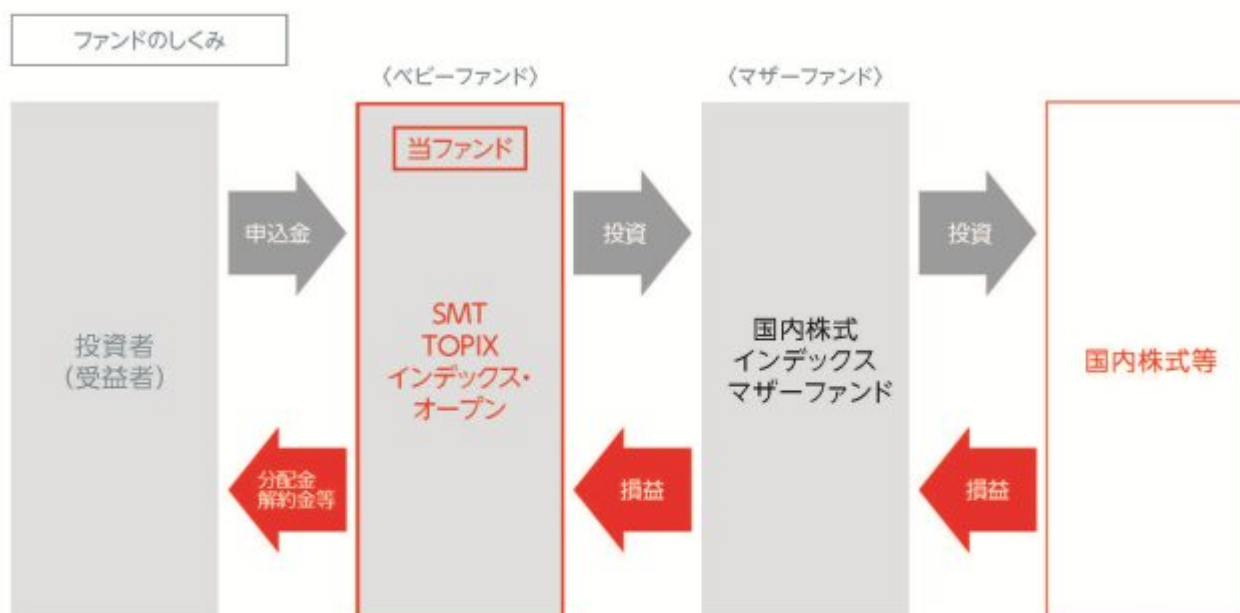 ファンドのしくみ
〈ベビーファンド〉
〈マザーファンド〉
当ファンド
申込金
投資
投資
投資者
(受益者)
SMT
TOPIX
インデックス・
オープン
国内株式
インデックス
マザーファンド
国内株式等
分配金
解約金等
損益
損益